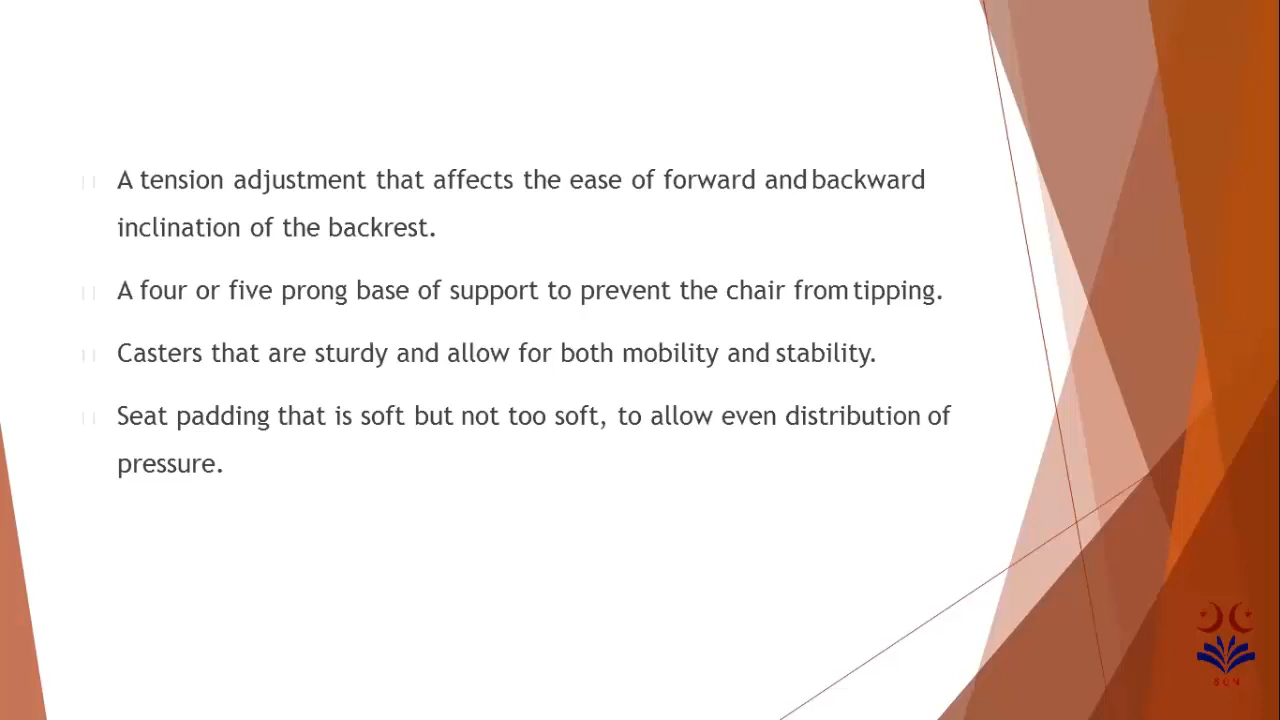 A tension adjustment that affects the ease of forward and backward
inclination of the backrest.
A four or five prong base of support to prevent the chair from tipping.
Casters that are sturdy and allow for both mobility and stability.
Seat padding that is soft but not too soft, to allow even distribution of
pressure.